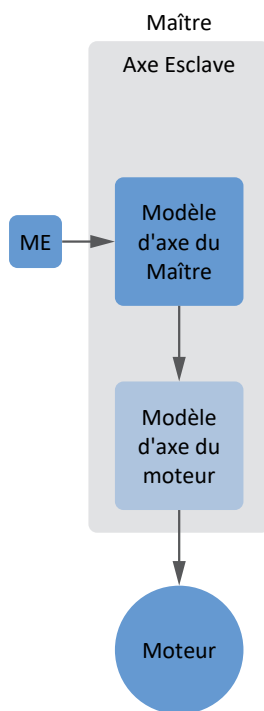 Maître
Axe Esclave
ME
Modèle
d'axe du
Maître
Modèle
d'axe du
moteur
Moteur